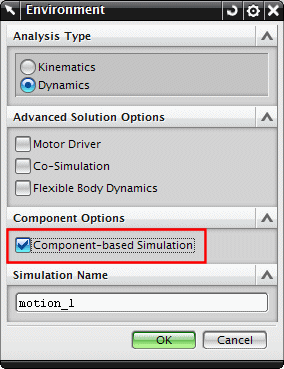 Environment
Analysis Type
Kinematics
Dynamics
Advanced Solution Options
Motor Driver
Co-Simulation
Flexible Body Dynamics
Component Options
Component-based Simulation
Simulation Name
motion_1
OK
Cancel